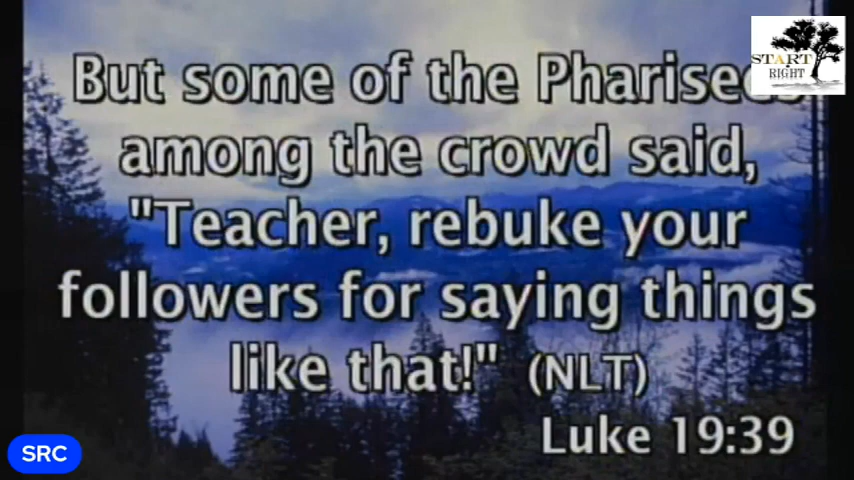 But some of the Pharisees
among the crowd said,
"Teacher, rebuke your
followers for saying things
like that!" (NLT)
Luke 19:39
START
RIGHT
SRC